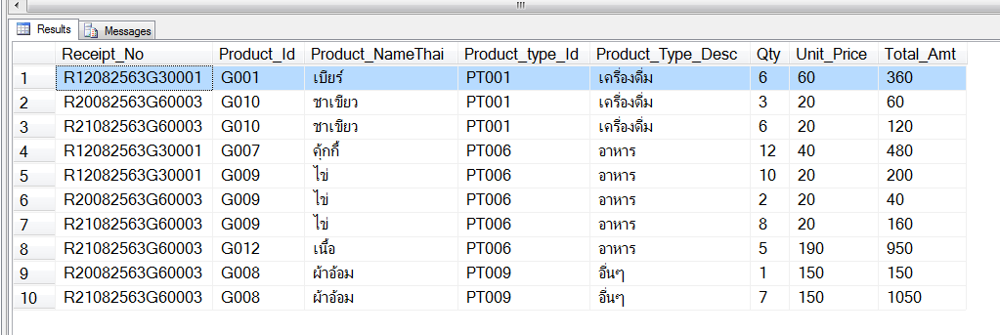 Results Messages
Receipt_No Product_Id Product_NameThai Product_type_Id Product_Type_Desc Qty Unit_Price Total_Amt
1 R12082563G30001 G001 เบียร์ PT001 เครื่องดื่ม 6 60 360
2 R20082563G60003 G010 ชาเขียว PT001 เครื่องดื่ม 3 20 60
3 R21082563G60003 G010 ชาเขียว PT001 เครื่องดื่ม 6 20 120
4 R12082563G30001 G007 คุ้กกี้ PT006 อาหาร 12 40 480
5 R12082563G30001 G009 ไข่ PT006 อาหาร 10 20 200
6 R20082563G60003 G009 ไข่ PT006 อาหาร 2 20 40
7 R21082563G60003 G009 ไข่ PT006 อาหาร 8 20 160
8 R21082563G60003 G012 เนื้อ PT006 อาหาร 5 190 950
9 R20082563G60003 G008 ผ้าอ้อม PT009 อื่นๆ 1 150 150
10 R21082563G60003 G008 ผ้าอ้อม PT009 อื่นๆ 7 150 1050